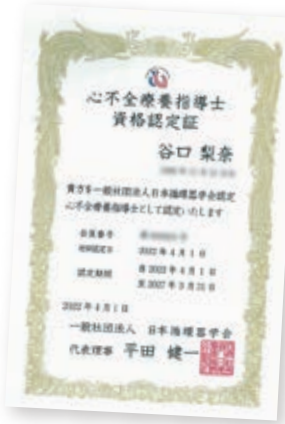 心不全療養指導士
資格認定証
谷口 梨奈
貴方を一般社団法人日本循環器学会認定
心不全療養指導士として認定いたします
会員番号
初回認定日 2022年4月1日
認定期間 自 2022年4月1日
至 2027年3月31日
2022年4月1日
一般社団法人 日本循環器学会
代表理事 平田 健一